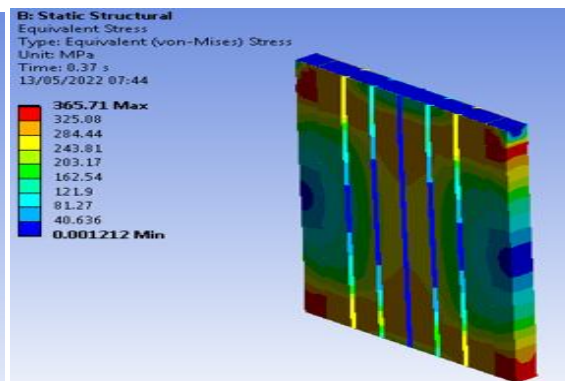 B: Static Structural
Equivalent Stress
Type: Equivalent (von-Mises) Stress
Unit: MPa
Time: 0.37 s
13/05/2022 07:44
365.71 Max
325.08
284.44
243.81
203.17
162.54
121.9
81.27
40.636
0.001212 Min